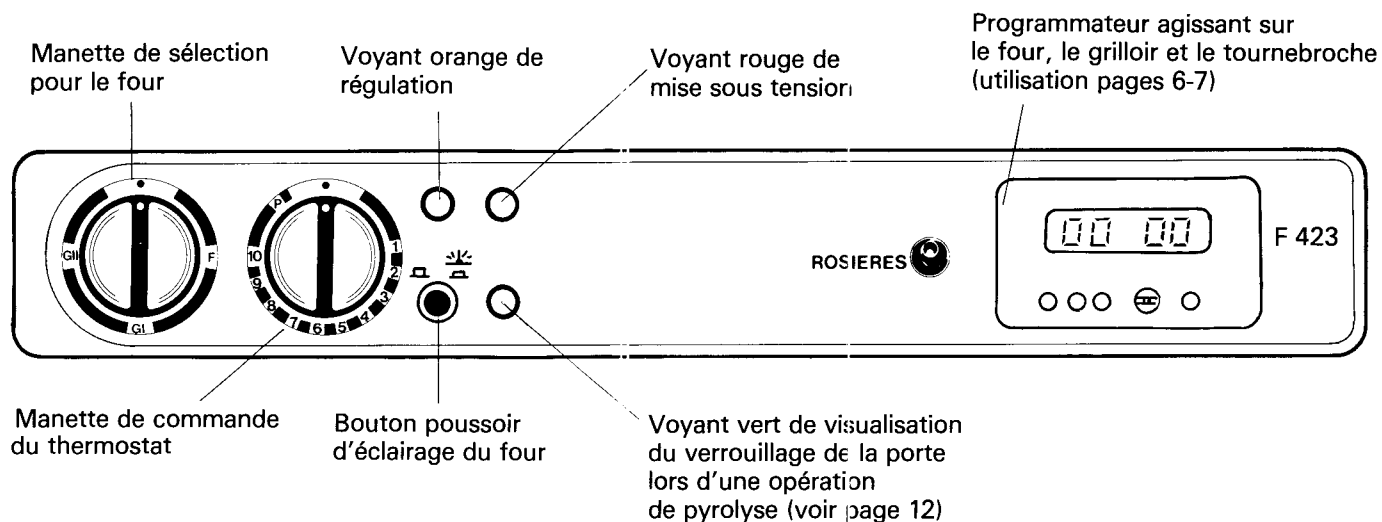 Manette de sélection
pour le four
Voyant orange de
régulation
Voyant rouge de
mise sous tension
Programmateur agissant sur
le four, le grilloir et le tournebroche
(utilisation pages 6-7)
GII
F
GI
P
1
2
3
4
5
6
7
8
9
10
ROSIERES
00 00
F 423
Manette de commande
du thermostat
Bouton poussoir
d'éclairage du four
Voyant vert de visualisation
du verrouillage de la porte
lors d'une opération
de pyrolyse (voir page 12)